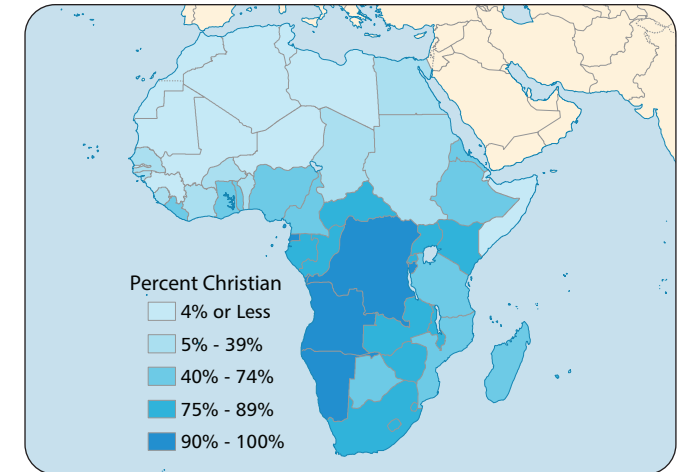 Percent Christian
4% or Less
5% - 39%
40% - 74%
75% - 89%
90% - 100%